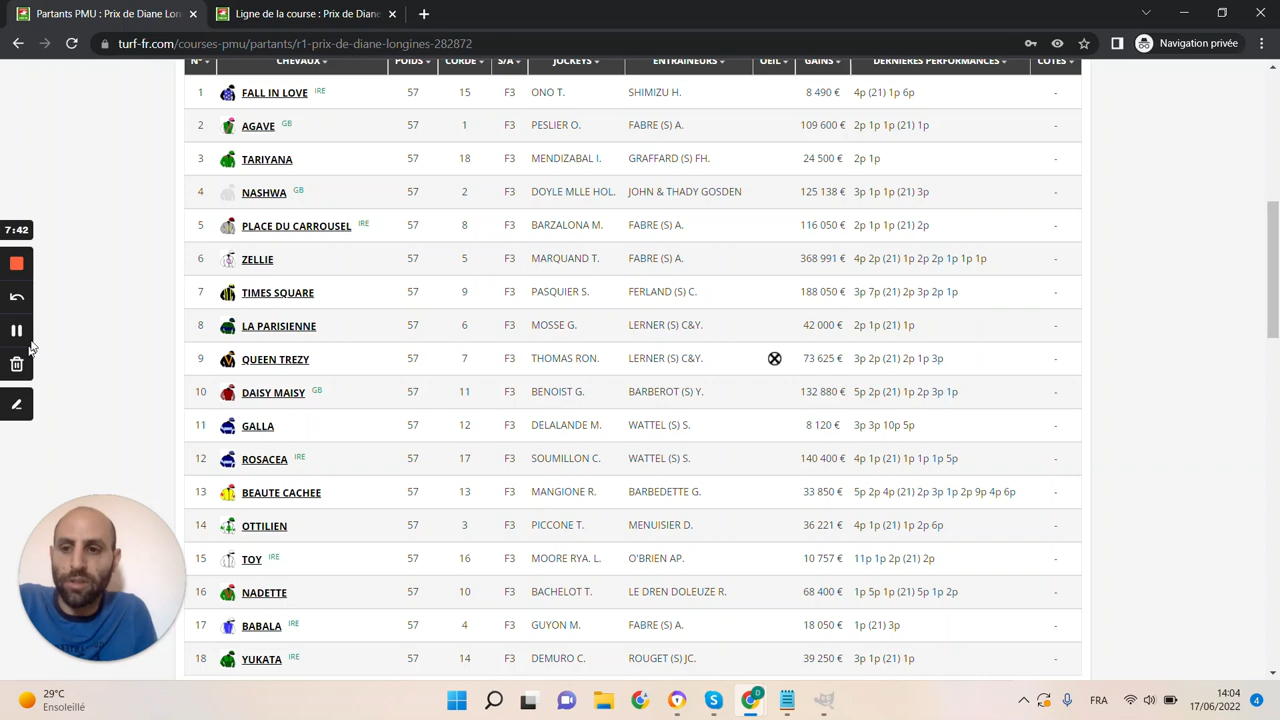 Partants PMU : Prix de Diane Lon
Ligne de la course : Prix de Diane
turf-fr.com/courses-pmu/partants/r1-prix-de-diane-longines-282872
Navigation privée
N° CHEVAUX POIDS CORDE S/A JOCKEYS ENTRAINEURS OEIL GAINS DERNIÈRES PERFORMANCES COTES
1 FALL IN LOVE IRE 57 15 F3 ONO T. SHIMIZU H. 8 490 € 4p (21) 1p 6p -
2 AGAVE GB 57 1 F3 PESLIER O. FABRE (S) A. 109 600 € 2p 1p 1p (21) 1p -
3 TARIYANA 57 18 F3 MENDIZABAL I. GRAFFARD (S) FH. 24 500 € 2p 1p -
4 NASHWA GB 57 2 F3 DOYLE MLLE HOL. JOHN & THADY GOSDEN 125 138 € 3p 1p 1p (21) 3p -
5 PLACE DU CARROUSEL IRE 57 8 F3 BARZALONA M. FABRE (S) A. 116 050 € 2p 1p 1p (21) 2p -
6 ZELLIE 57 5 F3 MARQUAND T. FABRE (S) A. 368 991 € 4p 2p (21) 1p 2p 2p 1p 1p 1p -
7 TIMES SQUARE 57 9 F3 PASQUIER S. FERLAND (S) C. 188 050 € 3p 7p (21) 2p 3p 2p 1p -
8 LA PARISIENNE 57 6 F3 MOSSE G. LERNER (S) C&Y. 42 000 € 2p 1p (21) 1p -
9 QUEEN TREZY 57 7 F3 THOMAS RON. LERNER (S) C&Y. 73 625 € 3p 2p (21) 2p 1p 3p -
10 DAISY MAISY GB 57 11 F3 BENOIST G. BARBEROT (S) Y. 132 880 € 5p 2p (21) 1p 2p 3p 1p -
11 GALLA 57 12 F3 DELALANDE M. WATTEL (S) S. 8 120 € 3p 3p 10p 5p -
12 ROSACEA IRE 57 17 F3 SOUMILLON C. WATTEL (S) S. 140 400 € 4p 1p (21) 1p 1p 1p 5p -
13 BEAUTE CACHEE 57 13 F3 MANGIONE R. BARBEDETTE G. 33 850 € 5p 2p 4p (21) 2p 3p 1p 2p 9p 4p 6p -
14 OTTILIEN 57 3 F3 PICCONE T. MENUISIER D. 36 221 € 4p 1p (21) 1p 2p 6p -
15 TOY IRE 57 16 F3 MOORE RYA. L. O'BRIEN AP. 10 757 € 11p 1p 2p (21) 2p -
16 NADETTE 57 10 F3 BACHELOT T. LE DREN DOLEUZE R. 68 400 € 1p 5p 1p (21) 5p 1p 2p -
17 BABALA IRE 57 4 F3 GUYON M. FABRE (S) A. 18 050 € 1p (21) 3p -
18 YUKATA IRE 57 14 F3 DEMURO C. ROUGET (S) JC. 39 250 € 3p 1p (21) 1p -
7:42
29°C
Ensoleillé
FRA
14:04
17/06/2022
4